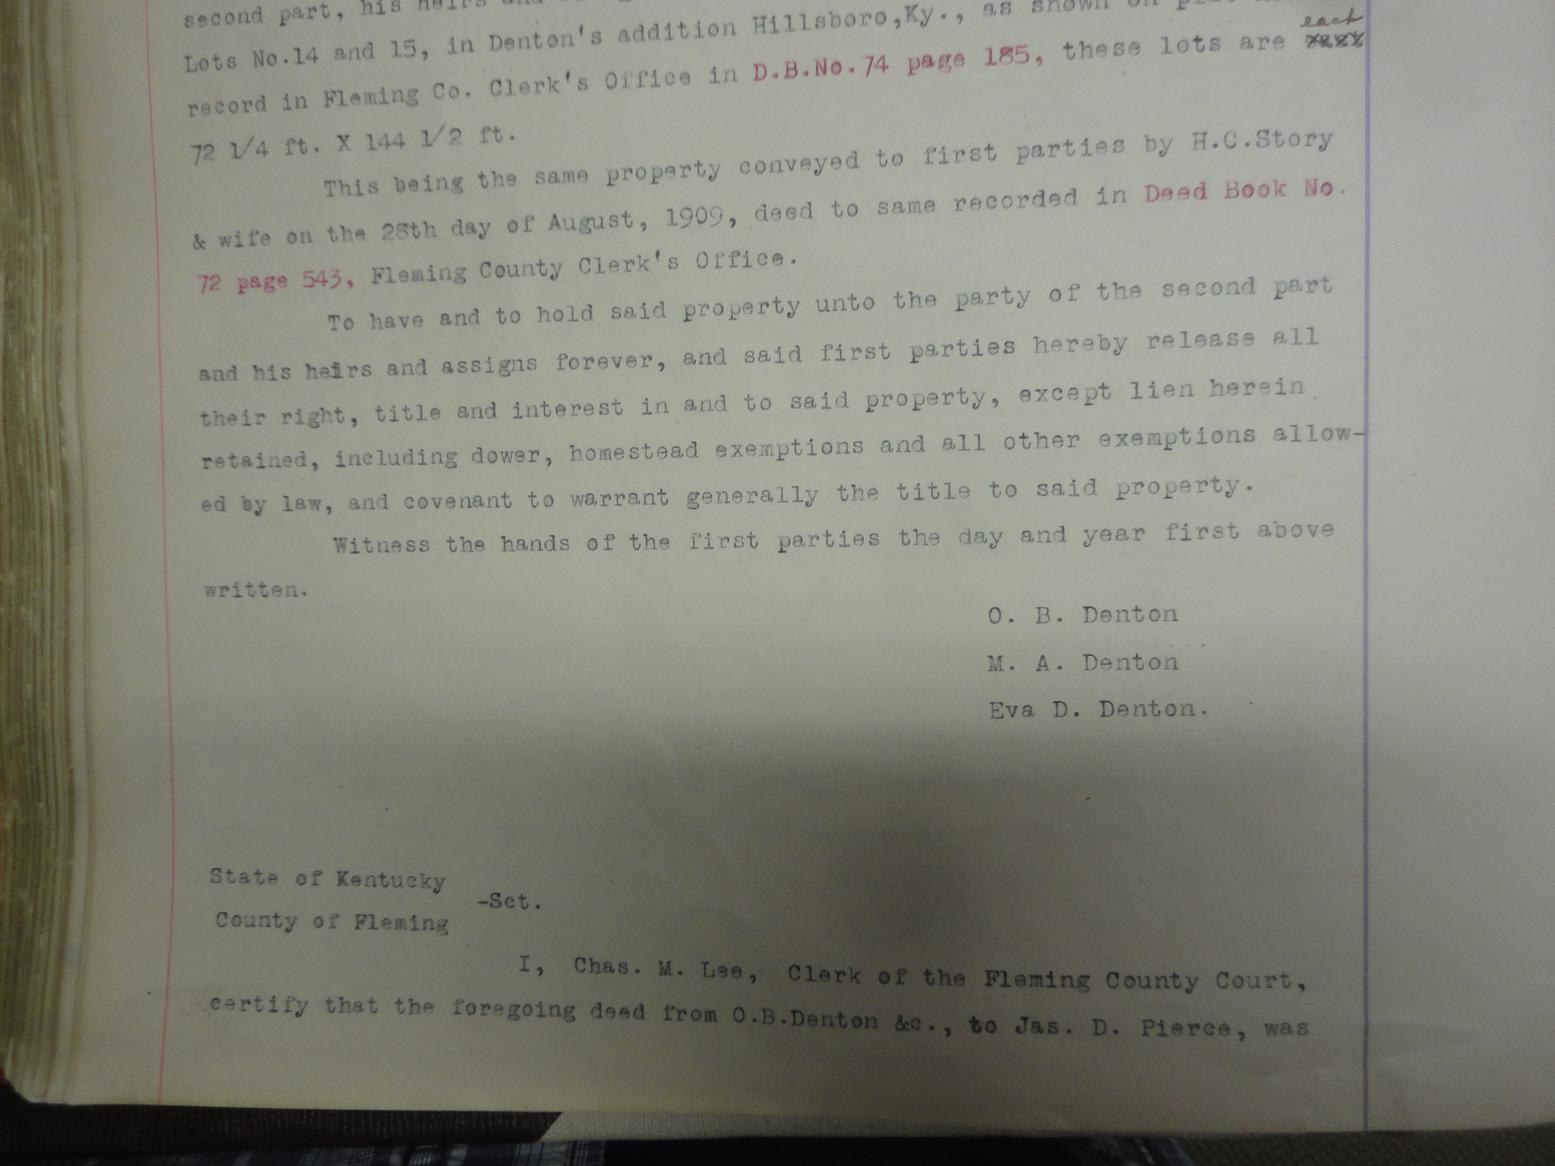 second part, his heirs and
Lots No.14 and 15, in Denton's addition Hillsboro,Ky., as shown on
each
record in Fleming Co. Clerk's Office in D.B.No.74 page 185, these lots are
72 1/4 ft. X 144 1/2 ft.
This being the same property conveyed to first parties by H.C.Story
& wife on the 28th day of August, 1909, deed to same recorded in Deed Book No.
72 page 543, Fleming County Clerk's Office.
To have and to hold said property unto the party of the second part
and his heirs and assigns forever, and said first parties hereby release all
their right, title and interest in and to said property, except lien herein
retained, including dower, homestead exemptions and all other exemptions allow-
ed by law, and covenant to warrant generally the title to said property.
Witness the hands of the first parties the day and year first above
written.
O. B. Denton
M. A. Denton
Eva D. Denton.
State of Kentucky
-Sct.
County of Fleming
I, Chas. M. Lee, Clerk of the Fleming County Court,
certify that the foregoing deed from O.B.Denton &c., to Jas. D. Pierce, was